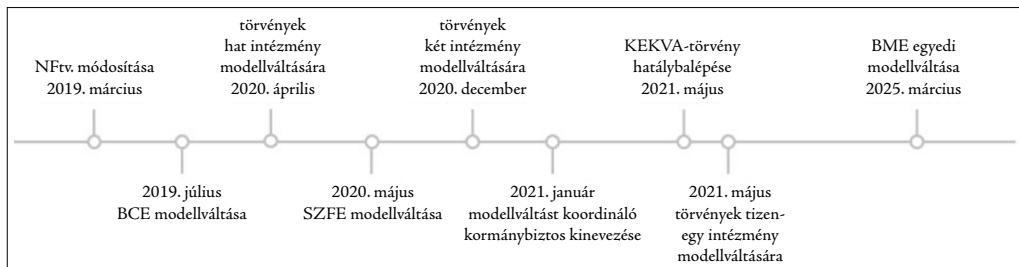 NFtv. módosítása
2019. március
törvények
hat intézmény
modellváltására
2020. április
törvények
két intézmény
modellváltására
2020. december
KEKVA-törvény
hatálybalépése
2021. május
BME egyedi
modellváltása
2025. március
2019. július
BCE modellváltása
2020. május
SZFE modellváltása
2021. január
modellváltást koordináló
kormánybiztos kinevezése
2021. május
törvények tizen-
egy intézmény
modellváltására